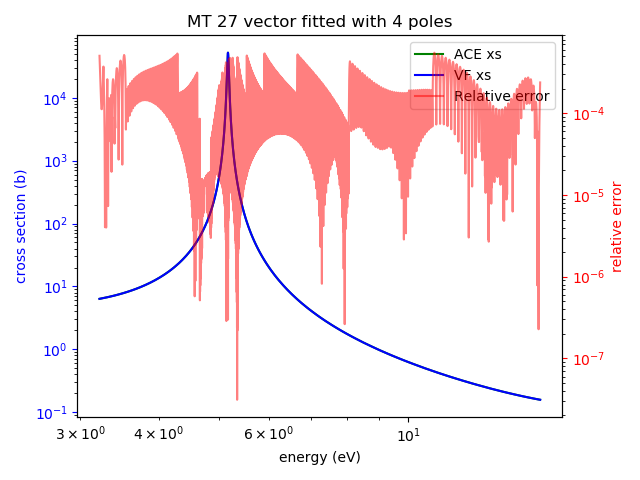 MT 27 vector fitted with 4 poles
ACE xs
VF xs
Relative error
cross section (b)
10^4
10^3
10^2
10^1
10^0
10^-1
10^-4
10^-5
10^-6
10^-7
relative error
3 × 10^0
4 × 10^0
6 × 10^0
10^1
energy (eV)